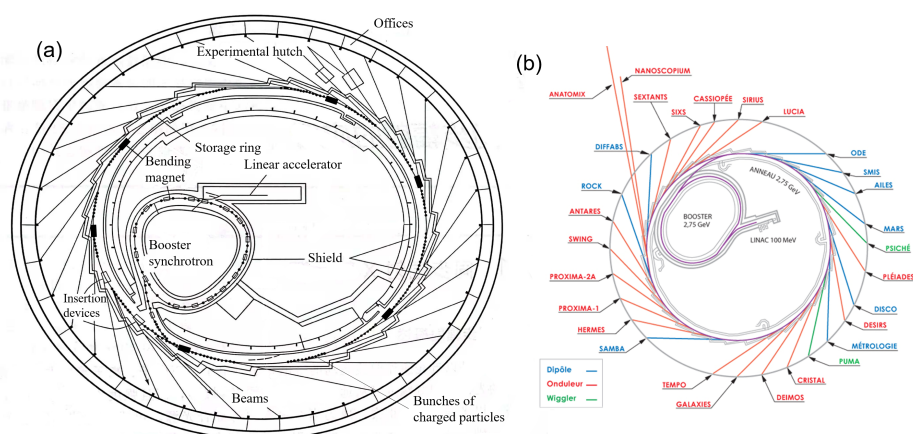 (a)
Offices
Experimental hutch
Storage ring
Linear accelerator
Bending
magnet
Booster
synchrotron
Shield
Insertion
devices
Beams
Bunches of
charged particles
(b)
NANOSCOPIUM
ANATOMIX
SEXTANTS
CASSIOPÉE
SIXS
SIRIUS
LUCIA
DIFFABS
ODE
SMIS
ROCK
AILES
ANNEAU 2,75 GeV
ANTARES
MARS
BOOSTER
2,75 GeV
LINAC 100 MeV
SWING
PSICHÉ
PROXIMA-2A
PLÉIADES
PROXIMA-1
DISCO
HERMES
DESIRS
SAMBA
MÉTROLOGIE
PUMA
Dipôle
Onduleur
Wiggler
TEMPO
CRISTAL
GALAXIES
DEIMOS